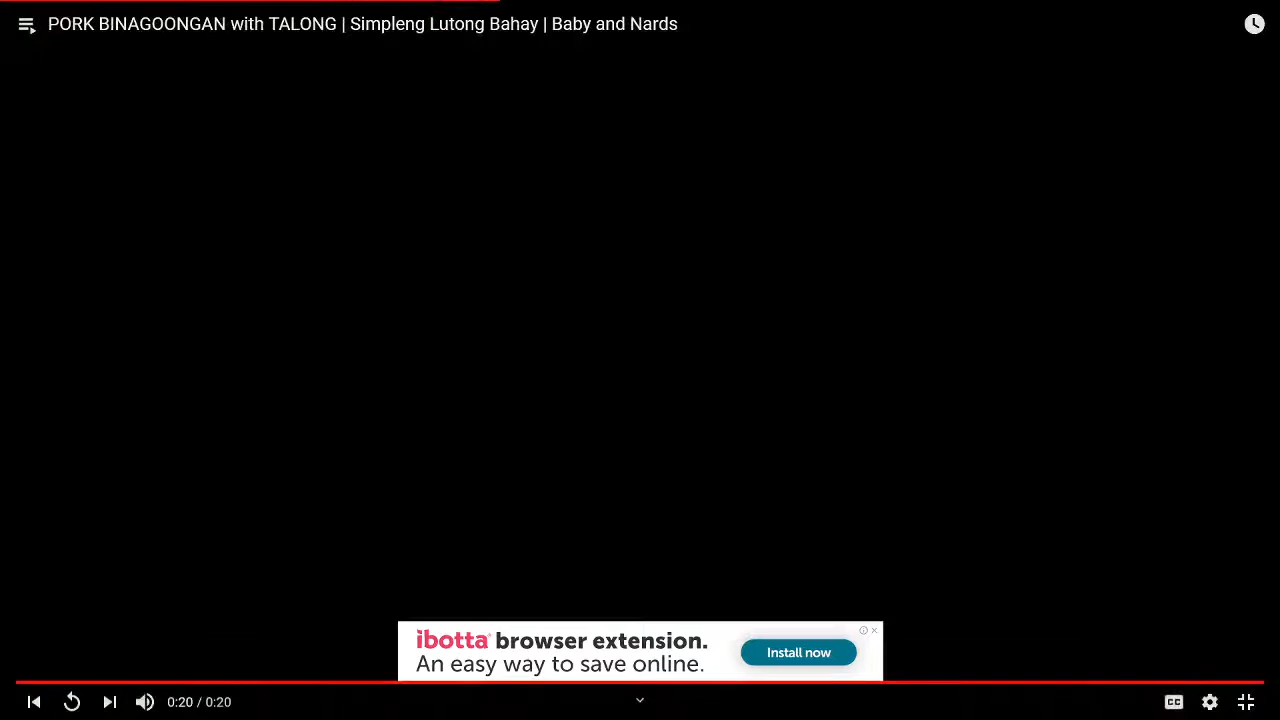 PORK BINAGOONGAN with TALONG | Simpleng Lutong Bahay | Baby and Nards
ibotta browser extension.
An easy way to save online.
Install now
0:20 / 0:20
CC